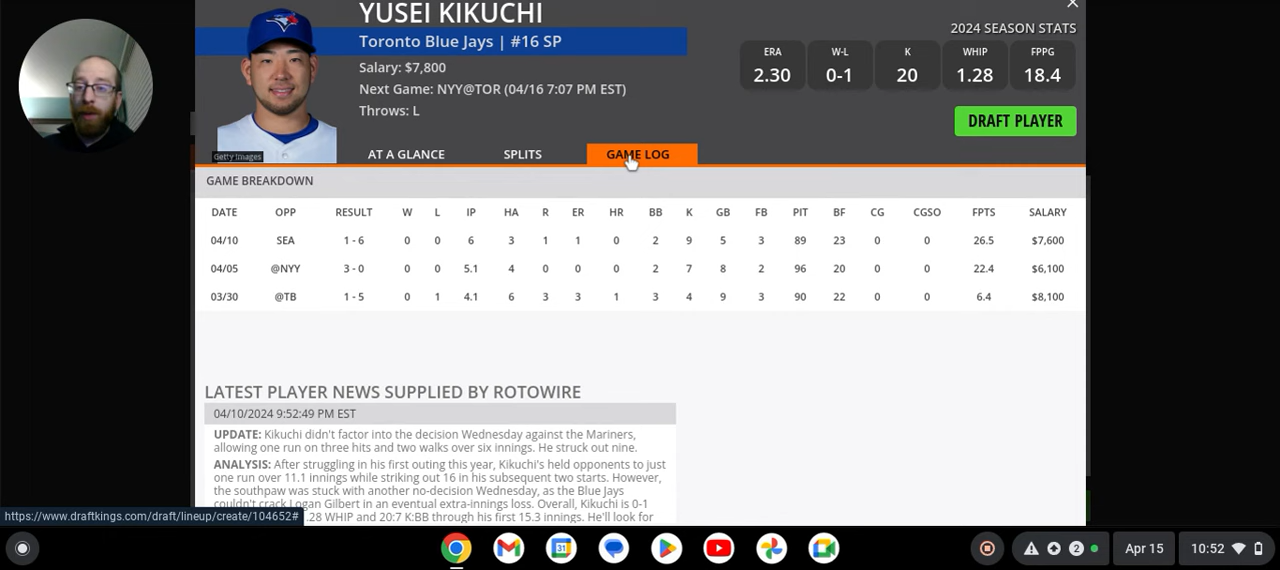 YUSEI KIKUCHI
Toronto Blue Jays | #16 SP
Salary: $7,800
Next Game: NYY@TOR (04/16 7:07 PM EST)
Throws: L
Getty Images
2024 SEASON STATS
ERA W-L K WHIP FPPG
2.30 0-1 20 1.28 18.4
DRAFT PLAYER
AT A GLANCE SPLITS GAME LOG
GAME BREAKDOWN
DATE OPP RESULT W L IP HA R ER HR BB K GB FB PIT BF CG CGSO FPTS SALARY
04/10 SEA 1 - 6 0 0 6 3 1 1 0 2 9 5 3 89 23 0 0 26.5 $7,600
04/05 @NYY 3 - 0 0 0 5.1 4 0 0 0 2 7 8 2 96 20 0 0 22.4 $6,100
03/30 @TB 1 - 5 0 1 4.1 6 3 3 1 3 4 9 3 90 22 0 0 6.4 $8,100
LATEST PLAYER NEWS SUPPLIED BY ROTOWIRE
04/10/2024 9:52:49 PM EST
UPDATE: Kikuchi didn't factor into the decision Wednesday against the Mariners,
allowing one run on three hits and two walks over six innings. He struck out nine.
ANALYSIS: After struggling in his first outing this year, Kikuchi's held opponents to just
one run over 11.1 innings while striking out 16 in his subsequent two starts. However,
the southpaw was stuck with another no-decision Wednesday, as the Blue Jays
couldn't crack Logan Gilbert in an eventual extra-innings loss. Overall, Kikuchi is 0-1
.28 WHIP and 20:7 K:BB through his first 15.3 innings. He'll look for
https://www.draftkings.com/draft/lineup/create/104652#
31
2
Apr 15
10:52